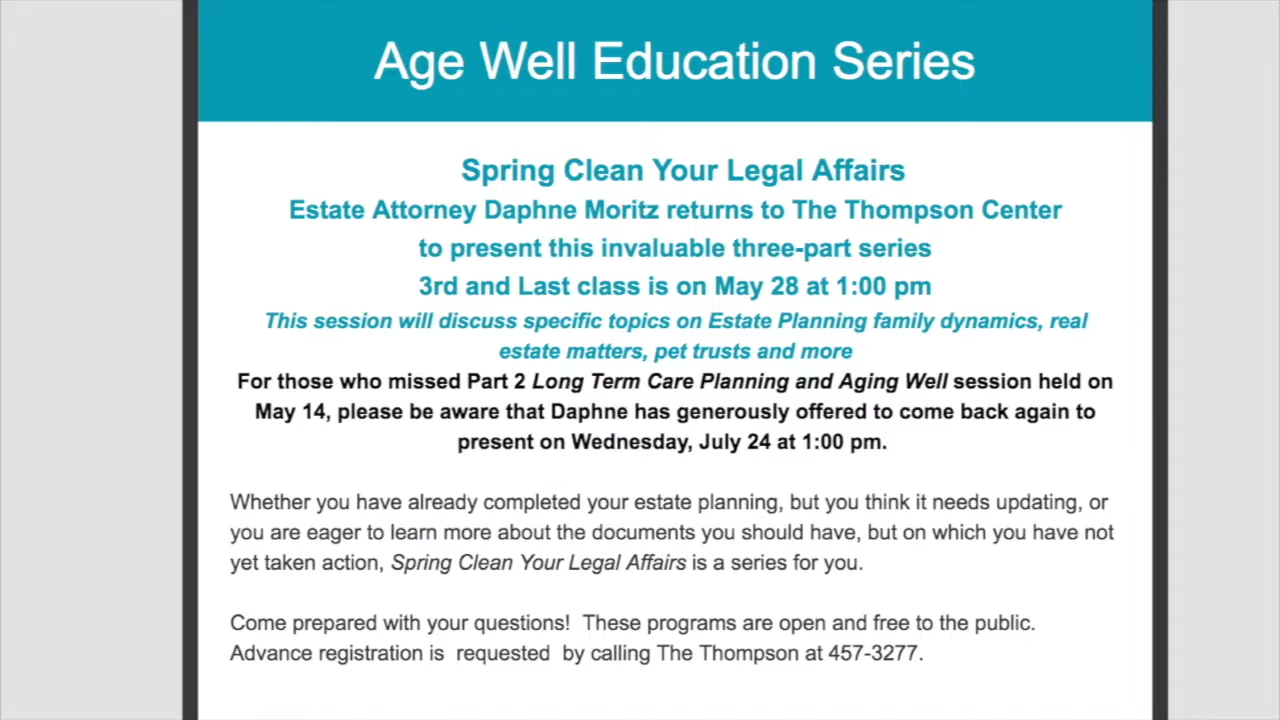 Age Well Education Series
Spring Clean Your Legal Affairs
Estate Attorney Daphne Moritz returns to The Thompson Center
to present this invaluable three-part series
3rd and Last class is on May 28 at 1:00 pm
This session will discuss specific topics on Estate Planning family dynamics, real
estate matters, pet trusts and more
For those who missed Part 2 Long Term Care Planning and Aging Well session held on
May 14, please be aware that Daphne has generously offered to come back again to
present on Wednesday, July 24 at 1:00 pm.
Whether you have already completed your estate planning, but you think it needs updating, or
you are eager to learn more about the documents you should have, but on which you have not
yet taken action, Spring Clean Your Legal Affairs is a series for you.
Come prepared with your questions!  These programs are open and free to the public.
Advance registration is  requested  by calling The Thompson at 457-3277.